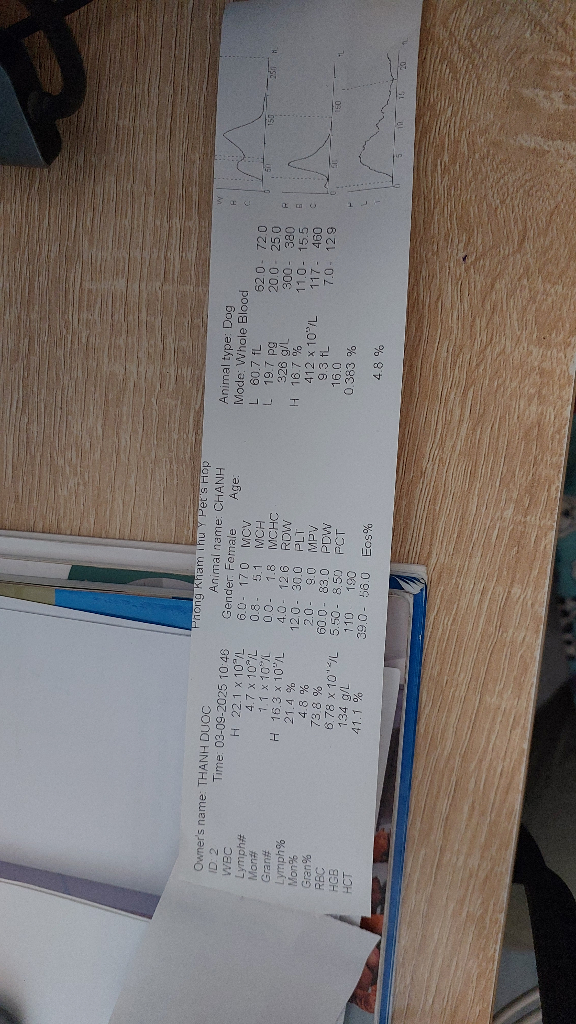 Phong Kham Thu Y Pet's Hop
Owner's name: THANH DUOC Animal name: CHANH Animal type: Dog
ID: 2 Time: 03-09-2025 10:46 Gender: Female Age: Mode: Whole Blood
WBC H 22.1 x 10⁹/L 6.0 - 17.0 MCV L 60.7 fL 62.0 - 72.0
Lymph# 4.7 x 10⁹/L 0.8 - 5.1 MCH L 19.7 pg 20.0 - 25.0
Mon# 1.1 x 10⁹/L 0.0 - 1.8 MCHC 326 g/L 300 - 380
Gran# H 16.3 x 10⁹/L 4.0 - 12.6 RDW H 16.7 % 11.0 - 15.5
Lymph% 21.4 % 12.0 - 30.0 PLT 412 x 10⁹/L 117 - 460
Mon% 4.8 % 2.0 - 9.0 MPV 9.3 fL 7.0 - 12.9
Gran% 73.8 % 60.0 - 83.0 PDW 16.0
RBC 6.78 x 10¹²/L 5.50 - 8.50 PCT 0.383 %
HGB 134 g/L 110 - 190
HCT 41.1 % 39.0 - 56.0 Eos% 4.8 %
W
B
C
0 50 150 250 fL
R
B
C
150
P
L
T
0 5 10 15 20 fL